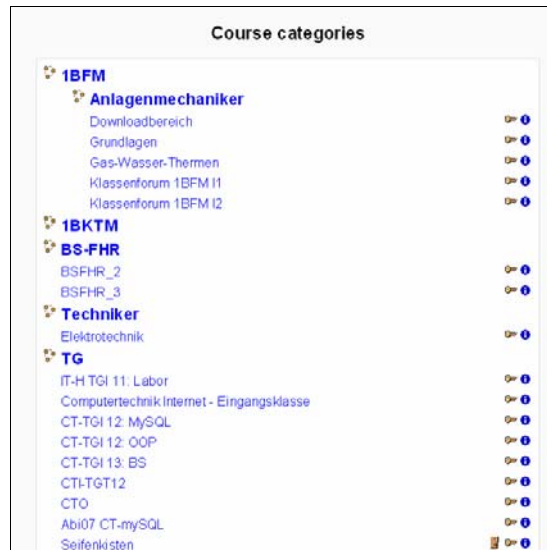 Course categories
1BFM
Anlagenmechaniker
Downloadbereich
Grundlagen
Gas-Wasser-Thermen
Klassenforum 1BFM I1
Klassenforum 1BFM I2
1BKTM
BS-FHR
BSFHR_2
BSFHR_3
Techniker
Elektrotechnik
TG
IT-H TGI 11: Labor
Computertechnik Internet - Eingangsklasse
CT-TGI 12: MySQL
CT-TGI 12: OOP
CT-TGI 13: BS
CTI-TGT12
CTO
Abi07 CT-mySQL
Seifenkisten